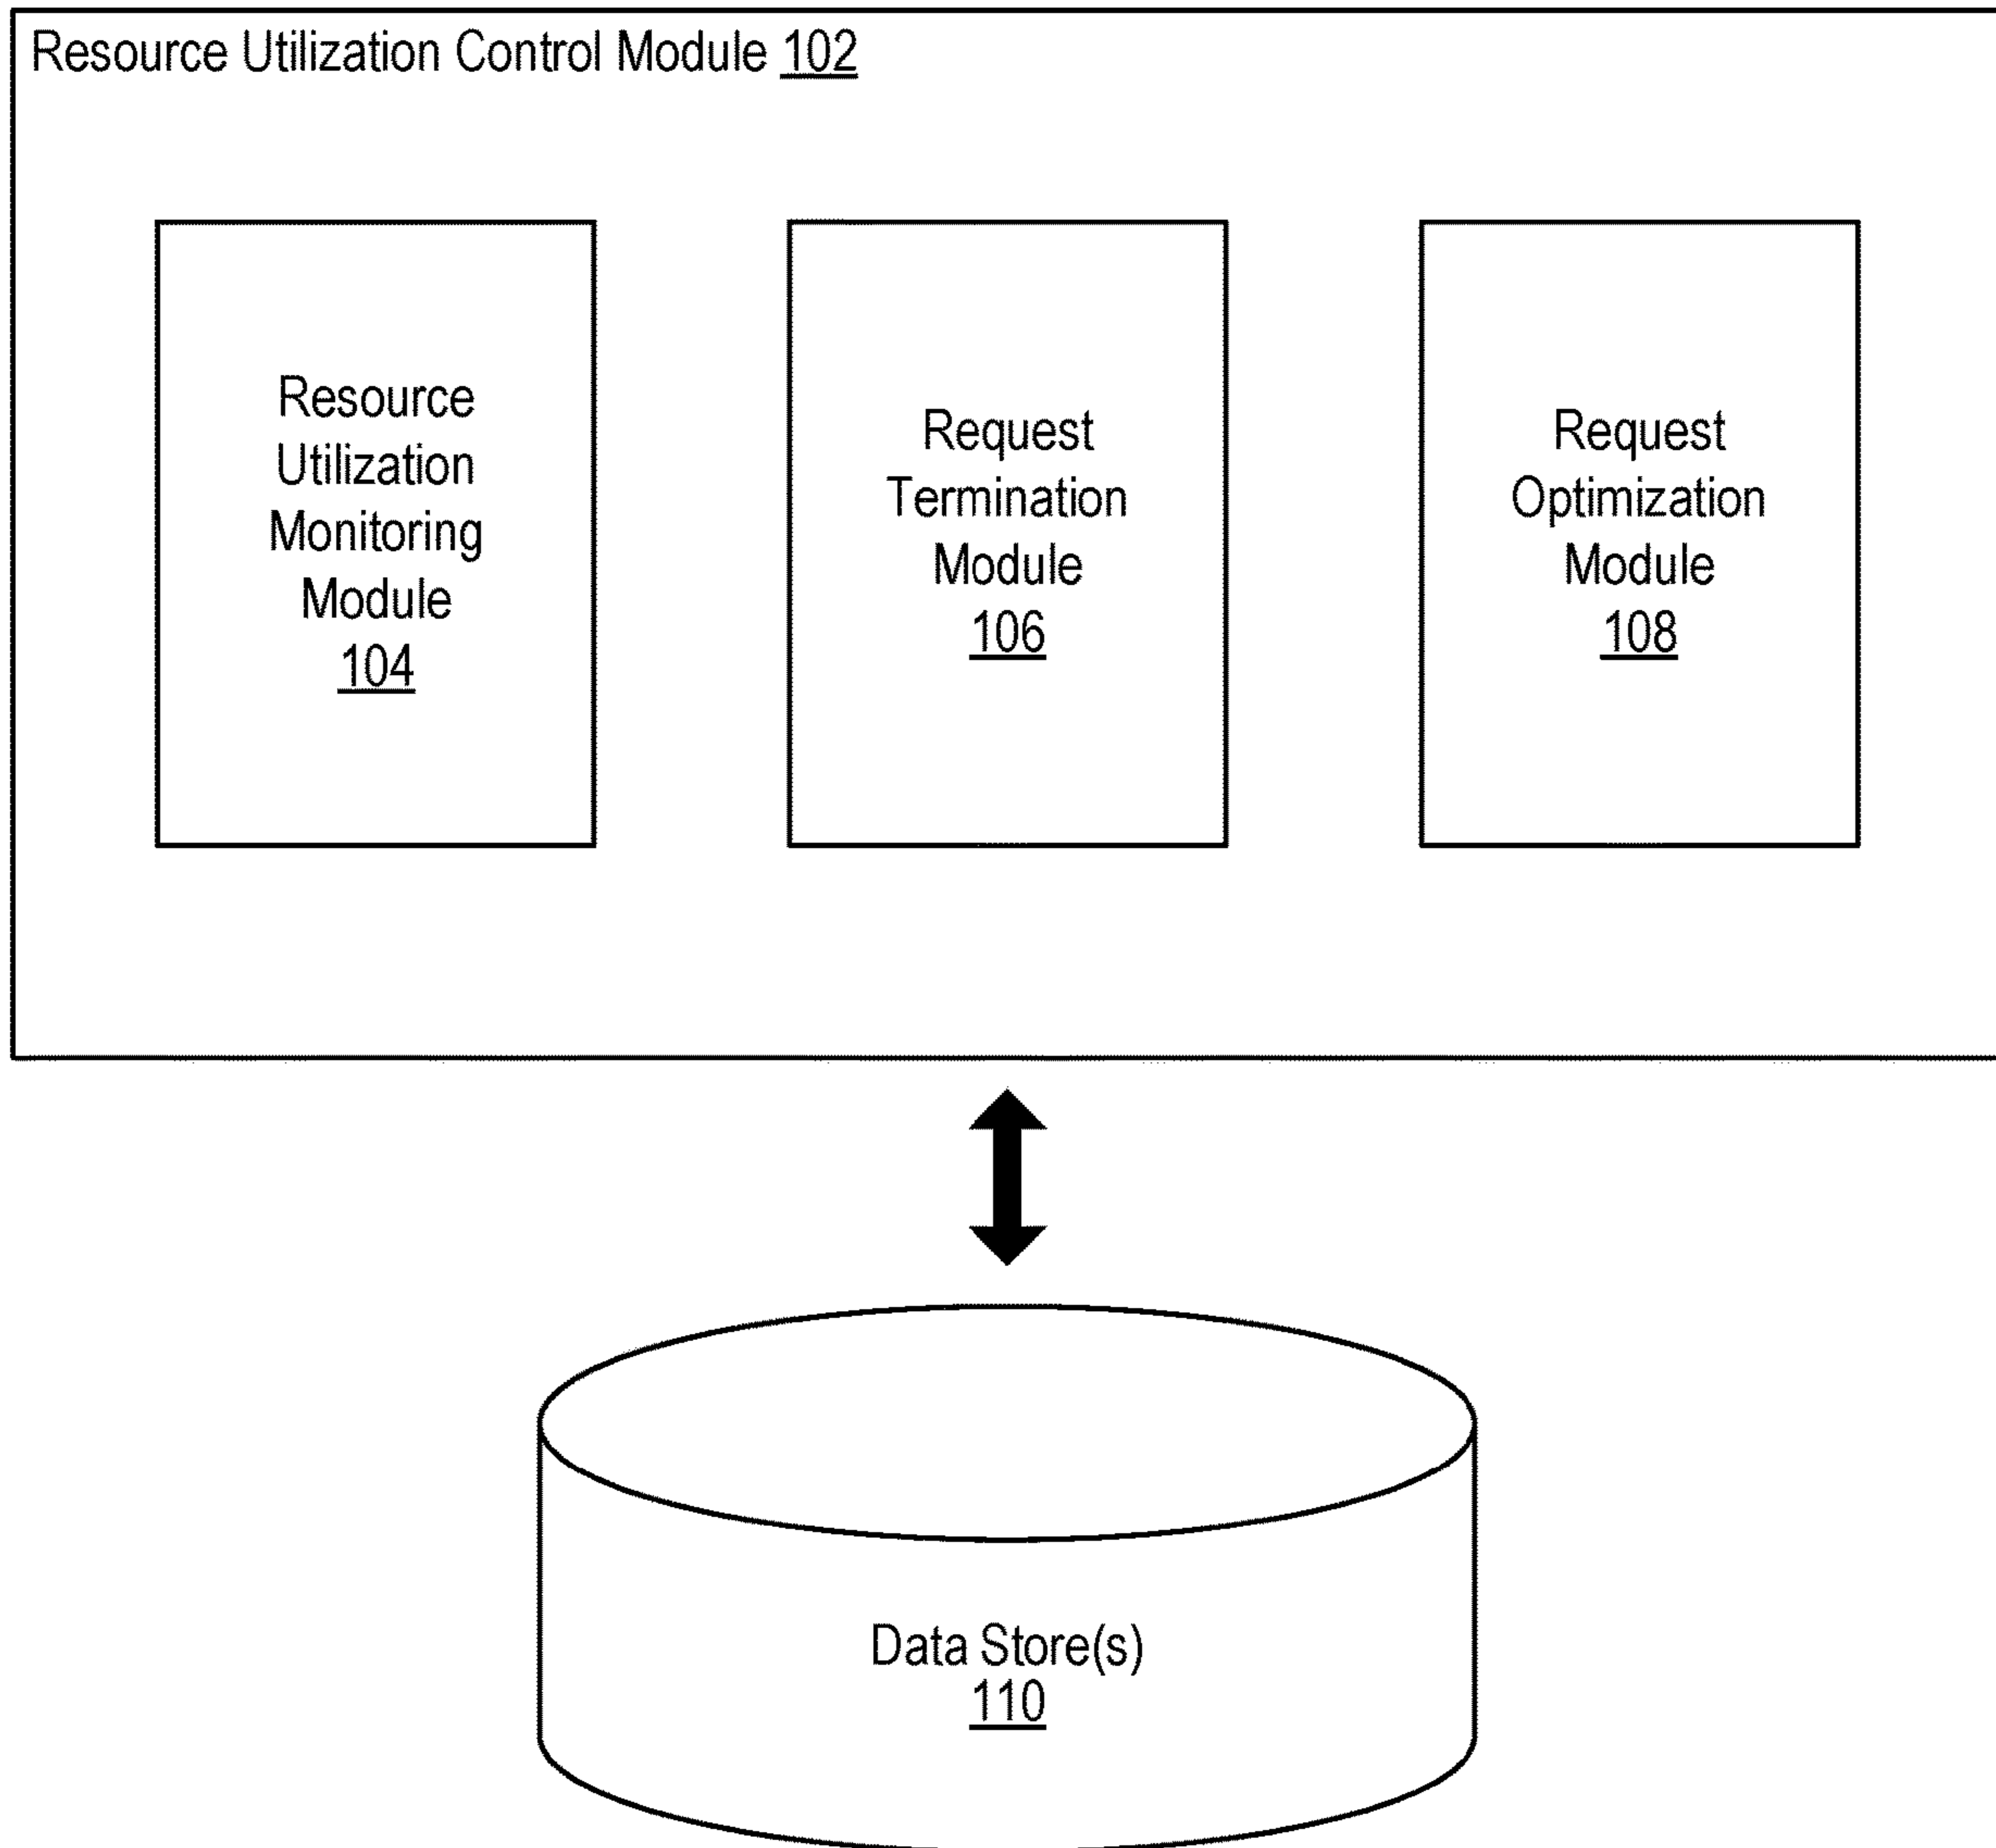 Resource Utilization Control Module 102
Resource
Utilization
Monitoring
Module
104
Request
Termination
Module
106
Request
Optimization
Module
108
Data Store(s)
110